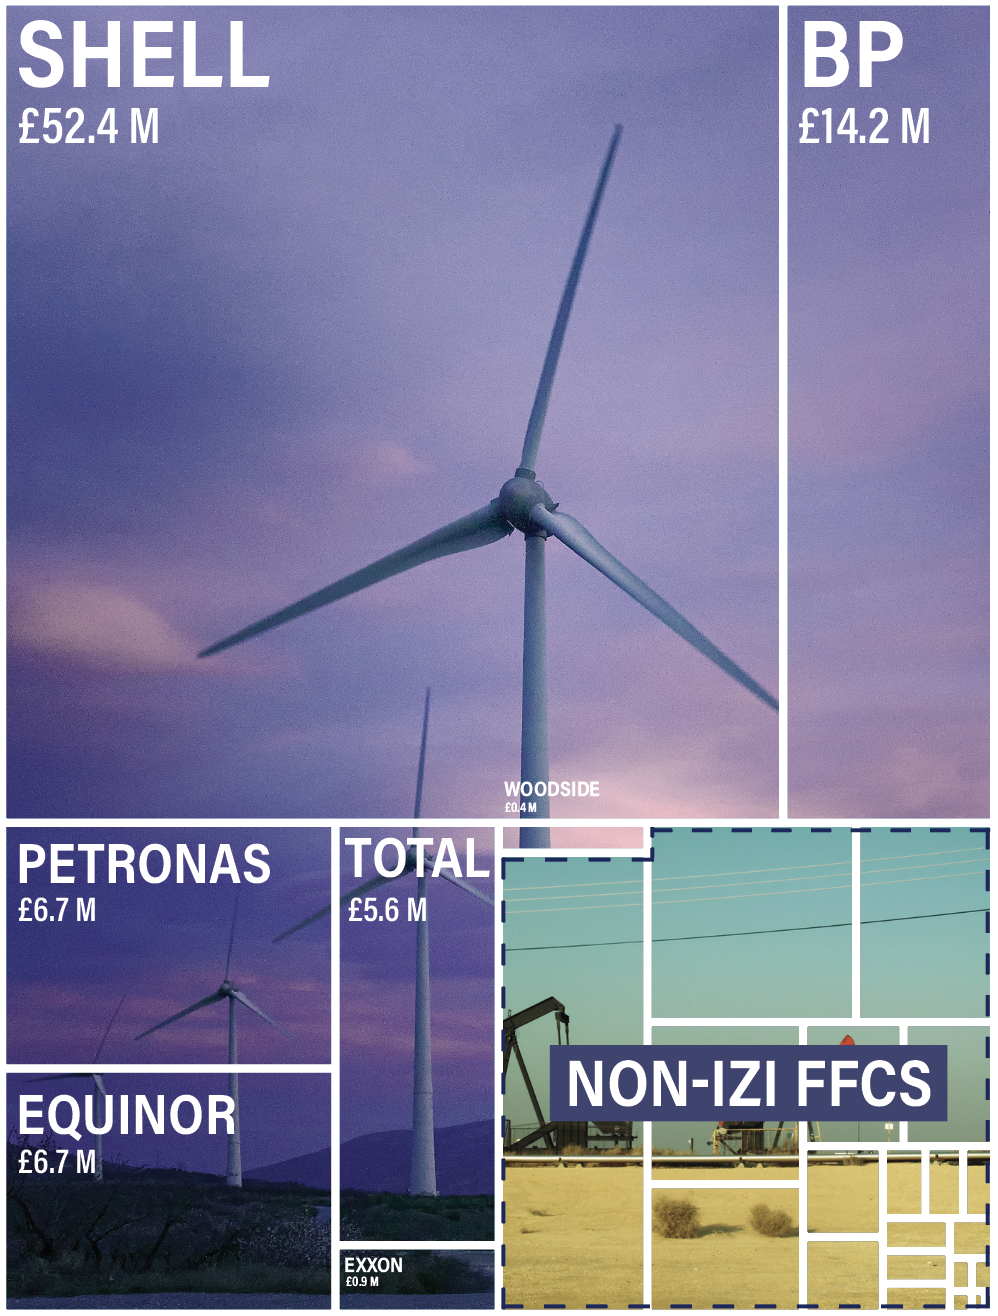 SHELL
£52.4 M
BP
£14.2 M
WOODSIDE
£0.4 M
PETRONAS
£6.7 M
TOTAL
£5.6 M
EQUINOR
£6.7 M
EXXON
£0.9 M
NON-IZI FFCS